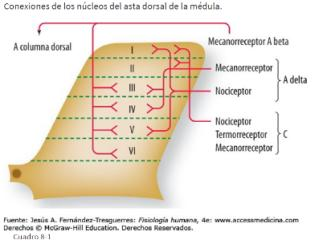 Conexiones de los núcleos del asta dorsal de la médula.
A columna dorsal
Mecanorreceptor A beta
I
II
III
IV
V
VI
Mecanorreceptor
Nociceptor
A delta
Nociceptor
Termorreceptor
Mecanorreceptor
C
Fuente: Jesús A. Fernández-Tresguerres: Fisiología humana, 4e: www.accessmedicina.com
Derechos © McGraw-Hill Education. Derechos Reservados.
Cuadro 8-1